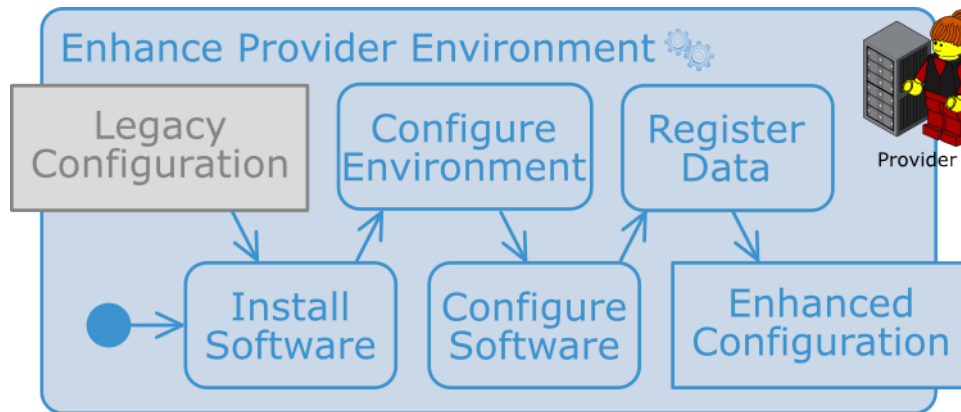 Enhance Provider Environment
Legacy
Configuration
Configure
Environment
Register
Data
Provider
Install
Software
Configure
Software
Enhanced
Configuration